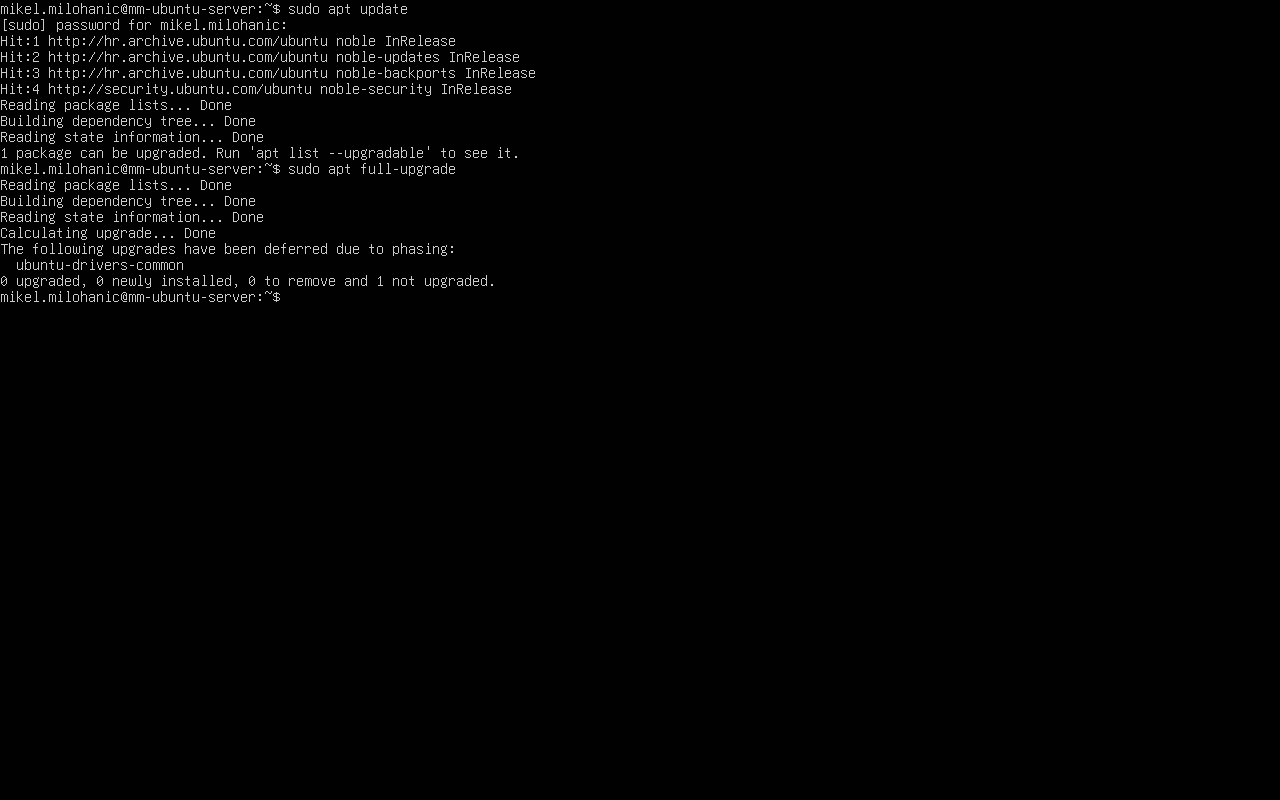 mikel.milohanic@mm-ubuntu-server:~$ sudo apt update
[sudo] password for mikel.milohanic:
Hit:1 http://hr.archive.ubuntu.com/ubuntu noble InRelease
Hit:2 http://hr.archive.ubuntu.com/ubuntu noble-updates InRelease
Hit:3 http://hr.archive.ubuntu.com/ubuntu noble-backports InRelease
Hit:4 http://security.ubuntu.com/ubuntu noble-security InRelease
Reading package lists... Done
Building dependency tree... Done
Reading state information... Done
1 package can be upgraded. Run 'apt list --upgradable' to see it.
mikel.milohanic@mm-ubuntu-server:~$ sudo apt full-upgrade
Reading package lists... Done
Building dependency tree... Done
Reading state information... Done
Calculating upgrade... Done
The following upgrades have been deferred due to phasing:
  ubuntu-drivers-common
0 upgraded, 0 newly installed, 0 to remove and 1 not upgraded.
mikel.milohanic@mm-ubuntu-server:~$